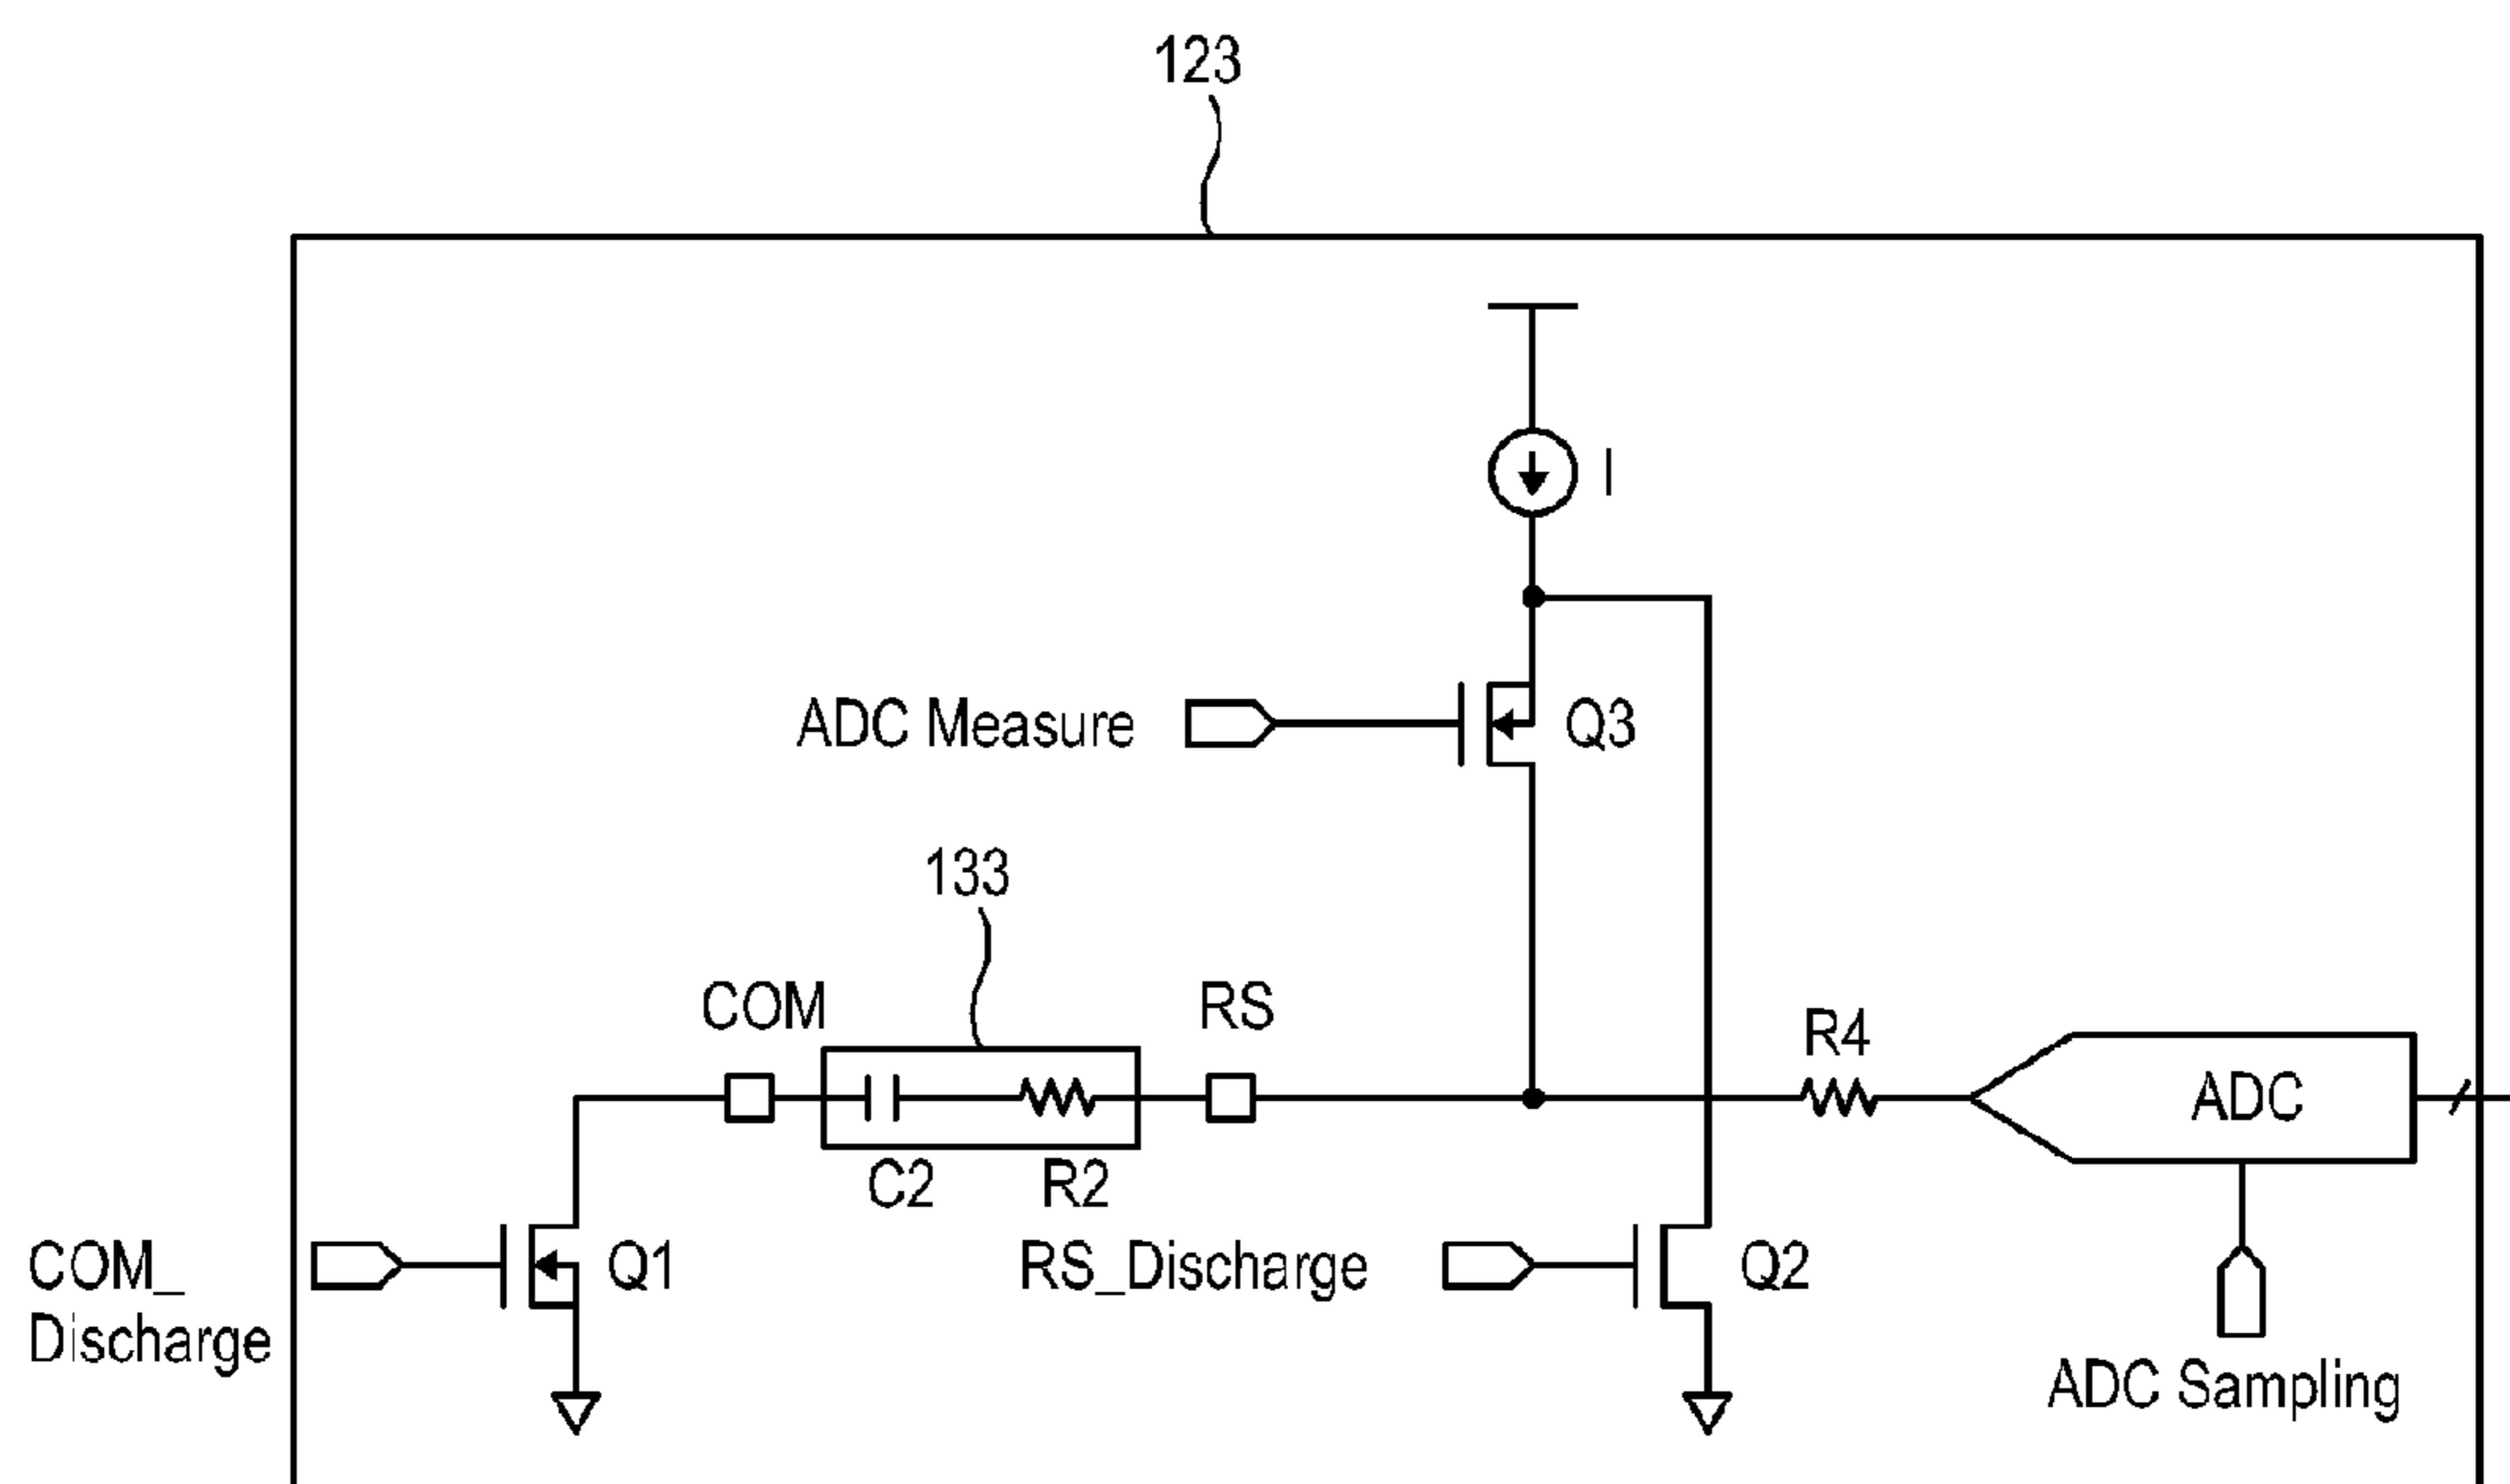 123
I
ADC Measure
Q3
133
COM
RS
R4
ADC
C2
R2
COM_
Discharge
Q1
RS_Discharge
Q2
ADC Sampling